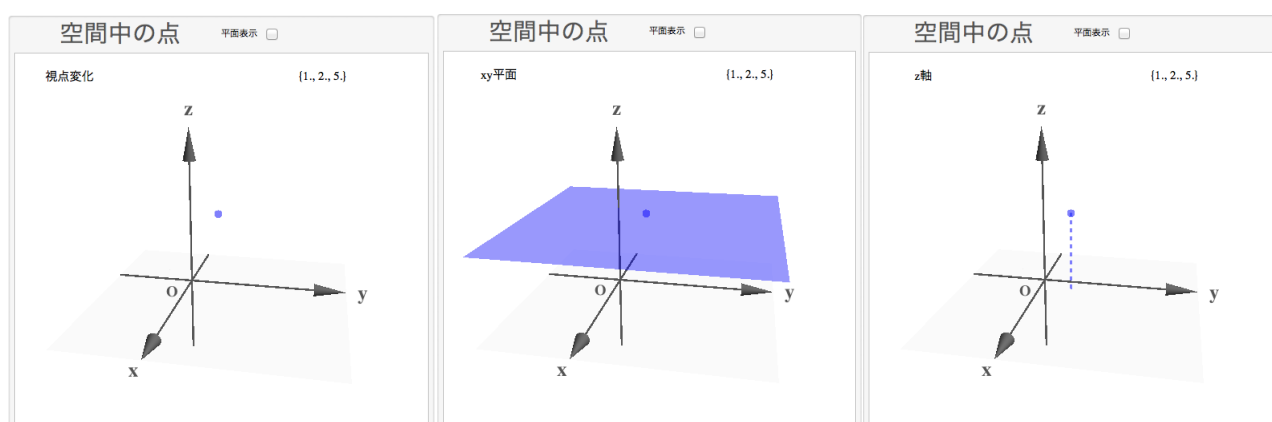 空間中の点 平面表示
視点変化 {1., 2., 5.}
z
O
y
x
空間中の点 平面表示
xy平面 {1., 2., 5.}
z
O
y
x
空間中の点 平面表示
z軸 {1., 2., 5.}
z
O
y
x